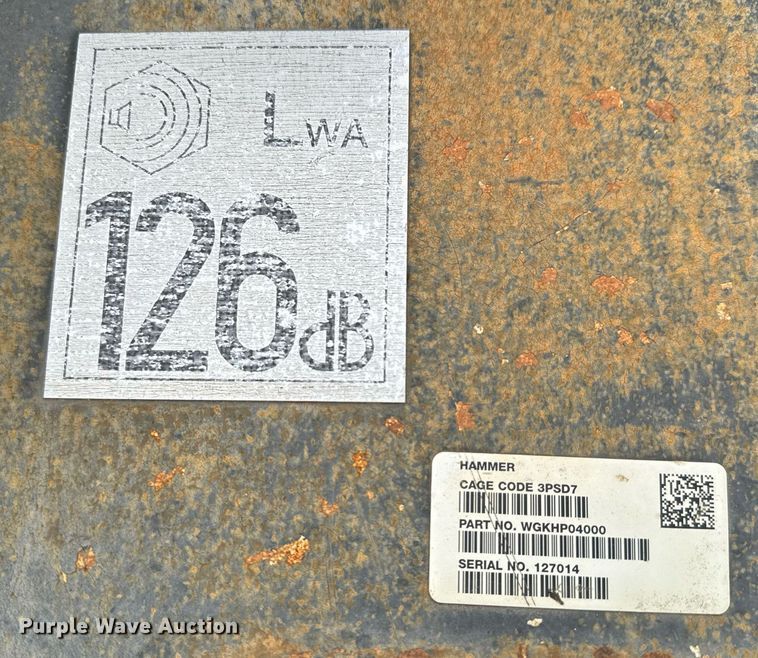 LWA
126dB
HAMMER
CAGE CODE 3PSD7
PART NO. WGKHP04000
SERIAL NO. 127014
Purple Wave Auction